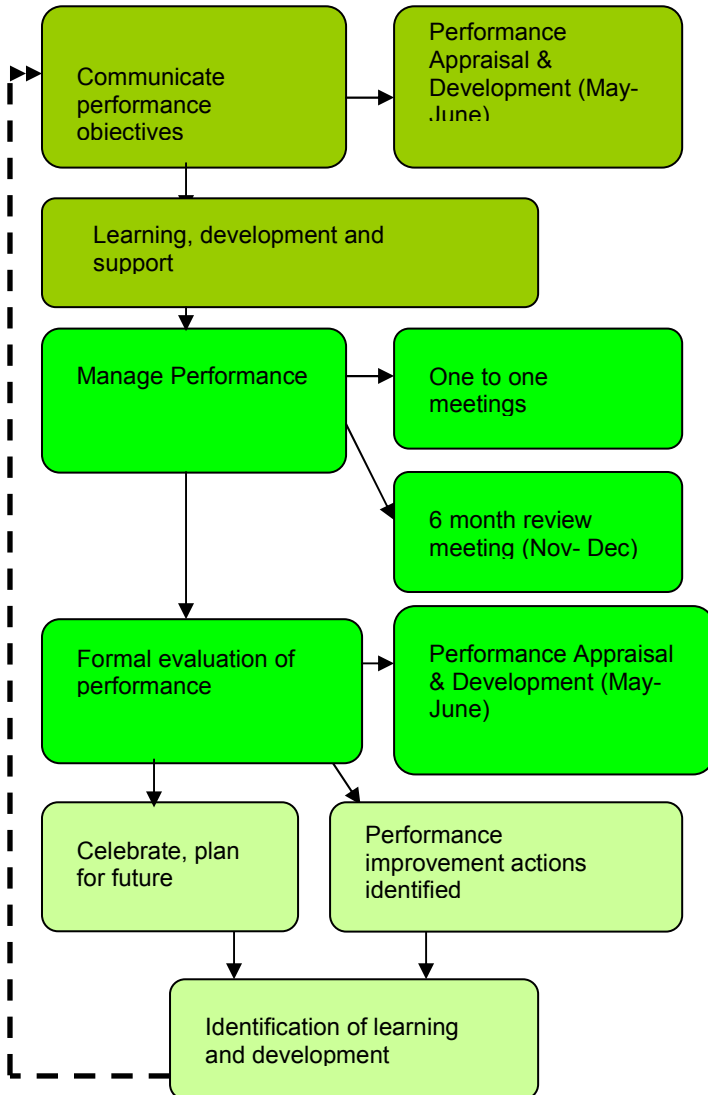 Communicate
performance
objectives
Performance
Appraisal &
Development (May-
June)
Learning, development and
support
Manage Performance
One to one
meetings
6 month review
meeting (Nov- Dec)
Formal evaluation of
performance
Performance Appraisal
& Development (May-
June)
Celebrate, plan
for future
Performance
improvement actions
identified
Identification of learning
and development